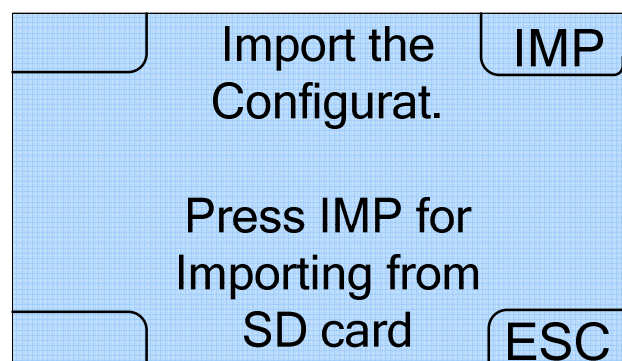 Import the
IMP
Configurat.
Press IMP for
Importing from
SD card
ESC